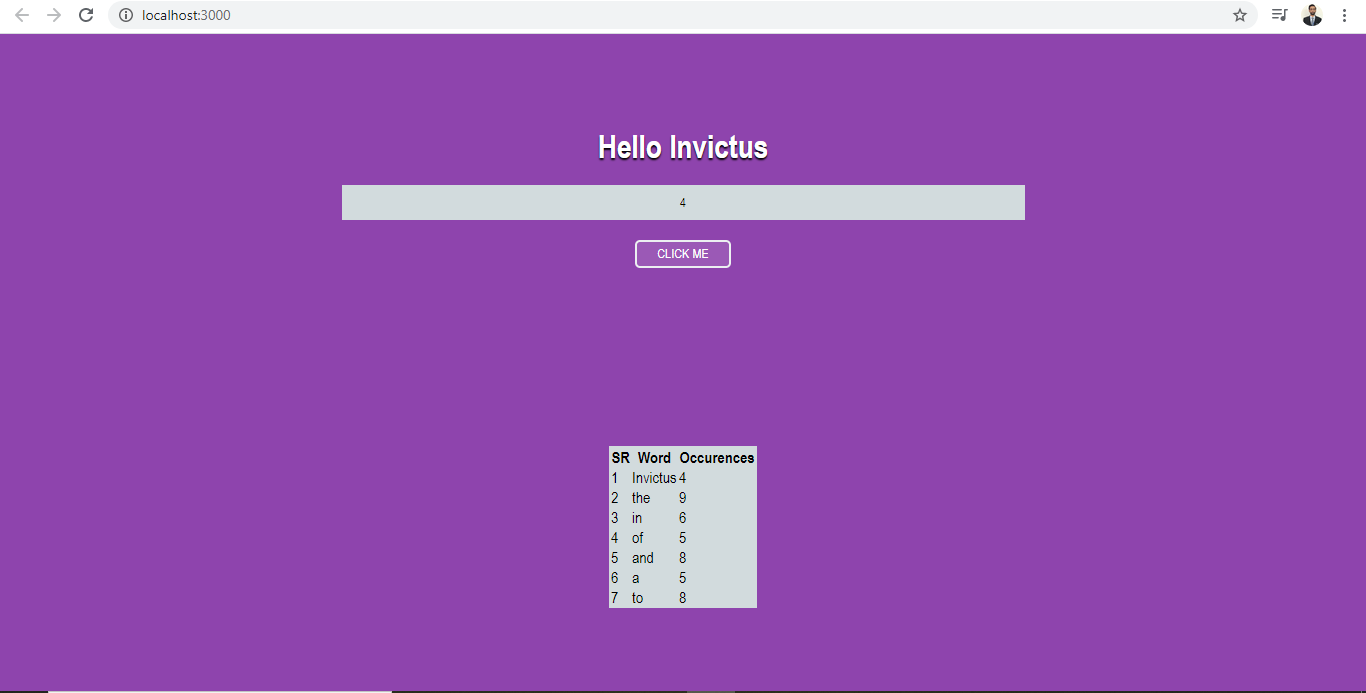 localhost:3000
Hello Invictus
4
CLICK ME
SR Word Occurences
1 Invictus 4
2 the 9
3 in 6
4 of 5
5 and 8
6 a 5
7 to 8